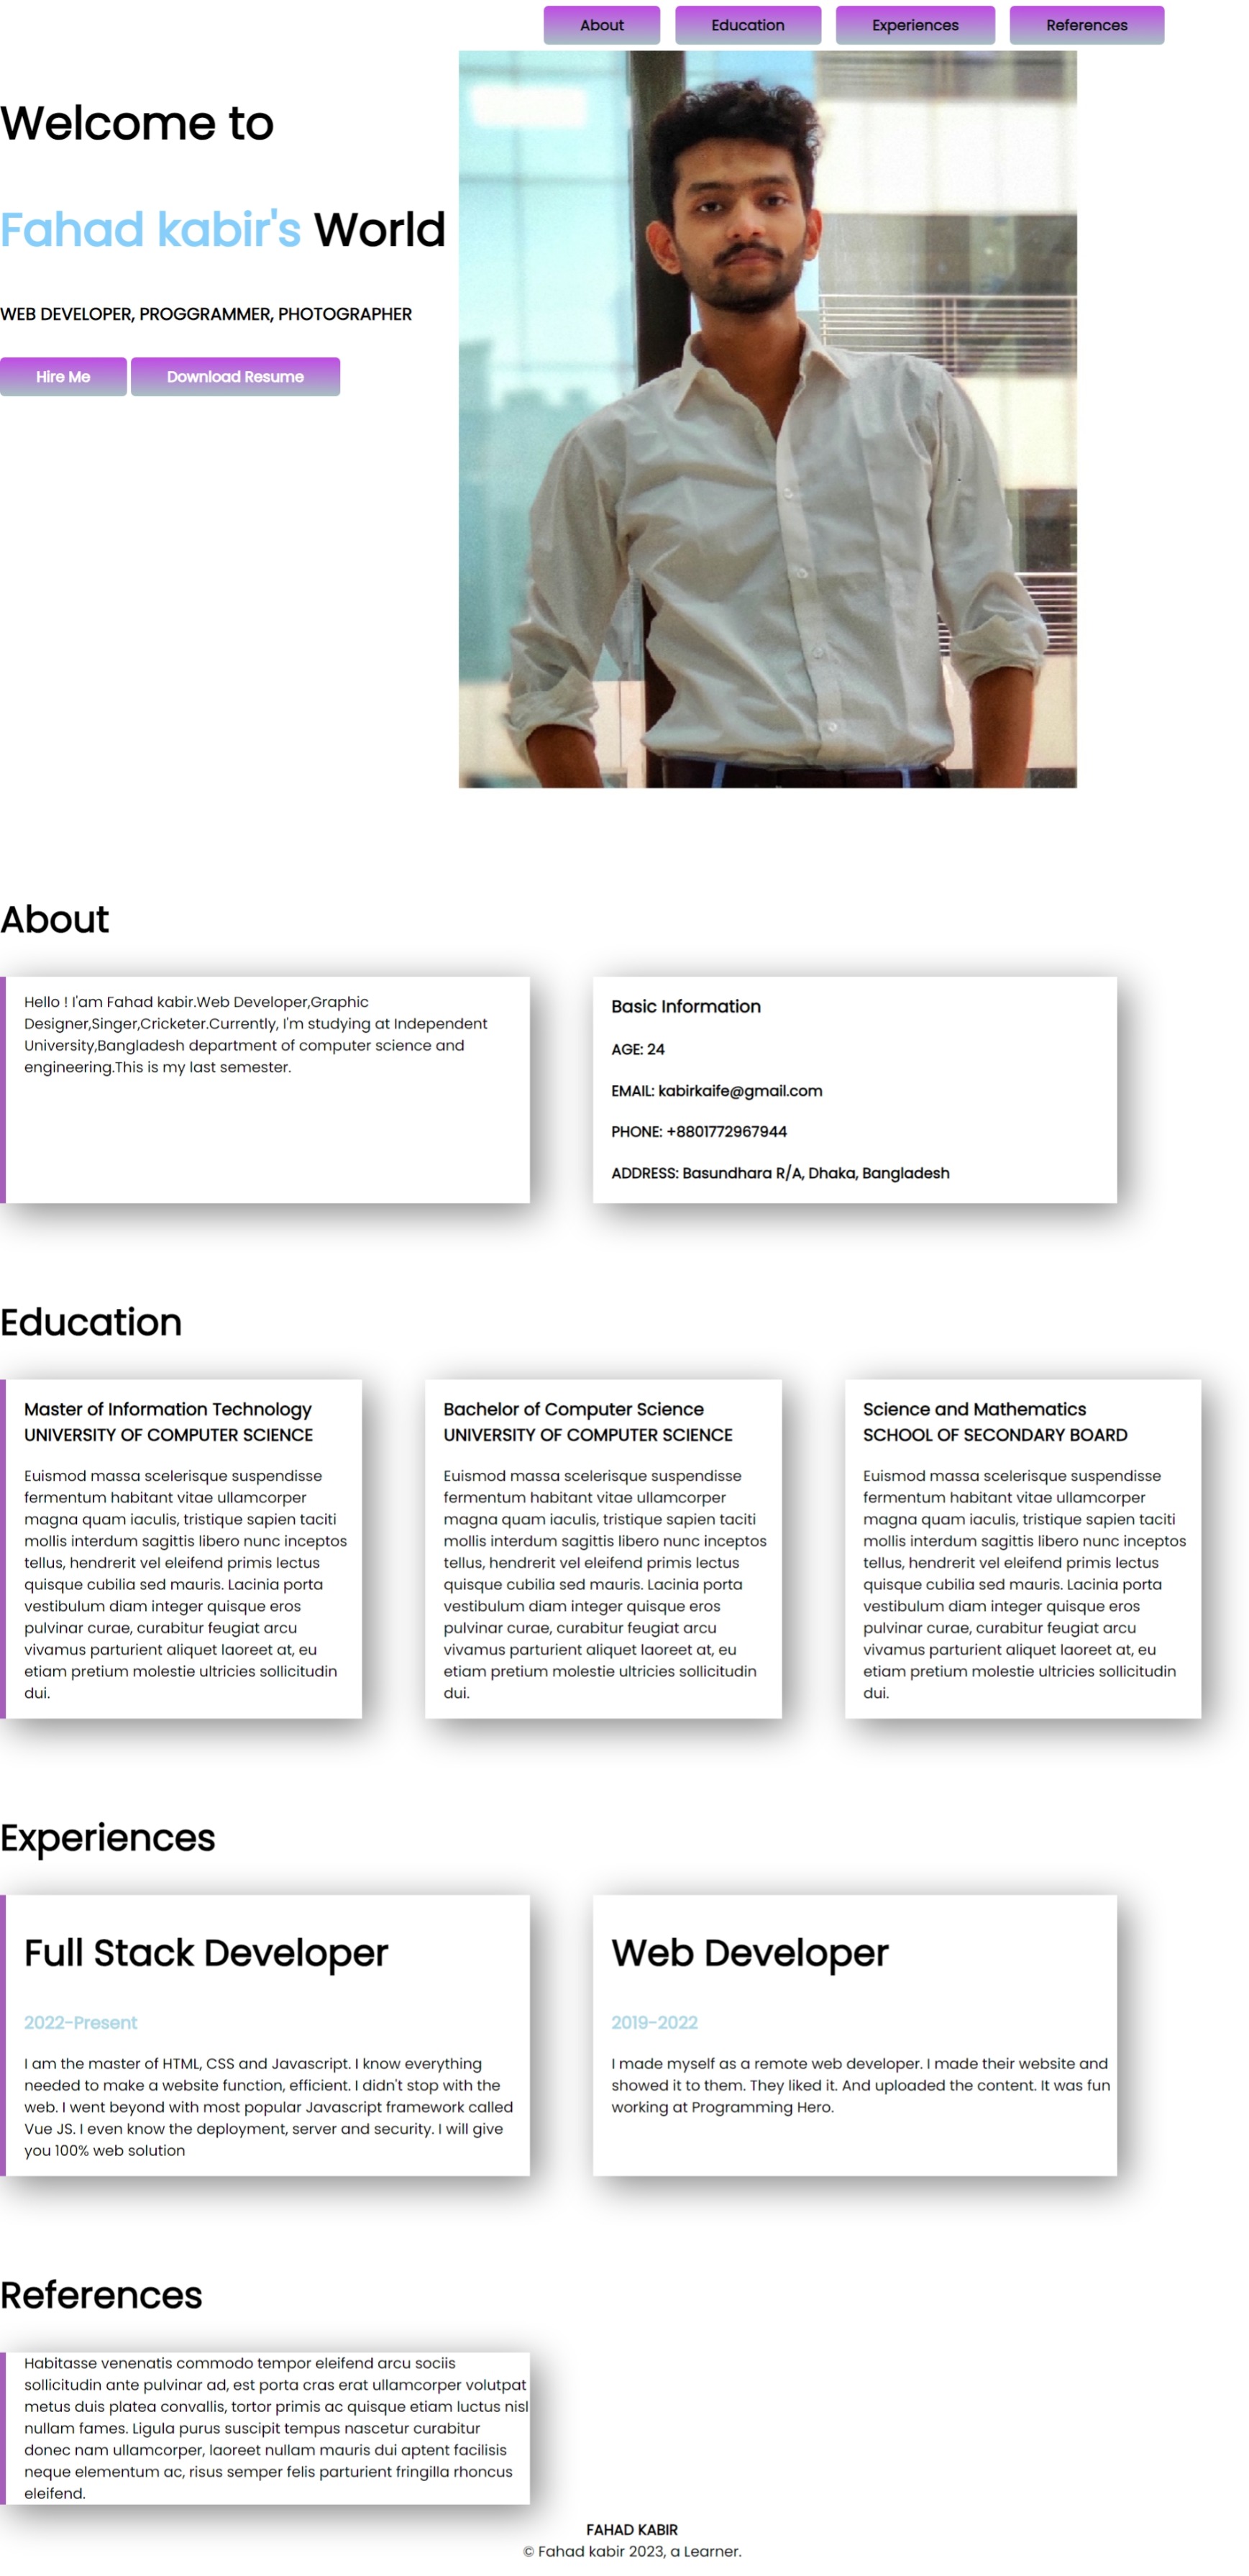 About Education Experiences References
Welcome to
Fahad kabir's World
WEB DEVELOPER, PROGGRAMMER, PHOTOGRAPHER
Hire Me Download Resume
About
Hello ! I'am Fahad kabir.Web Developer,Graphic
Designer,Singer,Cricketer.Currently, I'm studying at Independent
University,Bangladesh department of computer science and
engineering.This is my last semester.
Basic Information
AGE: 24
EMAIL: kabirkaife@gmail.com
PHONE: +8801772967944
ADDRESS: Basundhara R/A, Dhaka, Bangladesh
Education
Master of Information Technology
UNIVERSITY OF COMPUTER SCIENCE
Euismod massa scelerisque suspendisse
fermentum habitant vitae ullamcorper
magna quam iaculis, tristique sapien taciti
mollis interdum sagittis libero nunc inceptos
tellus, hendrerit vel eleifend primis lectus
quisque cubilia sed mauris. Lacinia porta
vestibulum diam integer quisque eros
pulvinar curae, curabitur feugiat arcu
vivamus parturient aliquet laoreet at, eu
etiam pretium molestie ultricies sollicitudin
dui.
Bachelor of Computer Science
UNIVERSITY OF COMPUTER SCIENCE
Euismod massa scelerisque suspendisse
fermentum habitant vitae ullamcorper
magna quam iaculis, tristique sapien taciti
mollis interdum sagittis libero nunc inceptos
tellus, hendrerit vel eleifend primis lectus
quisque cubilia sed mauris. Lacinia porta
vestibulum diam integer quisque eros
pulvinar curae, curabitur feugiat arcu
vivamus parturient aliquet laoreet at, eu
etiam pretium molestie ultricies sollicitudin
dui.
Science and Mathematics
SCHOOL OF SECONDARY BOARD
Euismod massa scelerisque suspendisse
fermentum habitant vitae ullamcorper
magna quam iaculis, tristique sapien taciti
mollis interdum sagittis libero nunc inceptos
tellus, hendrerit vel eleifend primis lectus
quisque cubilia sed mauris. Lacinia porta
vestibulum diam integer quisque eros
pulvinar curae, curabitur feugiat arcu
vivamus parturient aliquet laoreet at, eu
etiam pretium molestie ultricies sollicitudin
dui.
Experiences
Full Stack Developer
2022-Present
I am the master of HTML, CSS and Javascript. I know everything
needed to make a website function, efficient. I didn't stop with the
web. I went beyond with most popular Javascript framework called
Vue JS. I even know the deployment, server and security. I will give
you 100% web solution
Web Developer
2019-2022
I made myself as a remote web developer. I made their website and
showed it to them. They liked it. And uploaded the content. It was fun
working at Programming Hero.
References
Habitasse venenatis commodo tempor eleifend arcu sociis
sollicitudin ante pulvinar ad, est porta cras erat ullamcorper volutpat
metus duis platea convallis, tortor primis ac quisque etiam luctus nisl
nullam fames. Ligula purus suscipit tempus nascetur curabitur
donec nam ullamcorper, laoreet nullam mauris dui aptent facilisis
neque elementum ac, risus semper felis parturient fringilla rhoncus
eleifend.
FAHAD KABIR
© Fahad kabir 2023, a Learner.